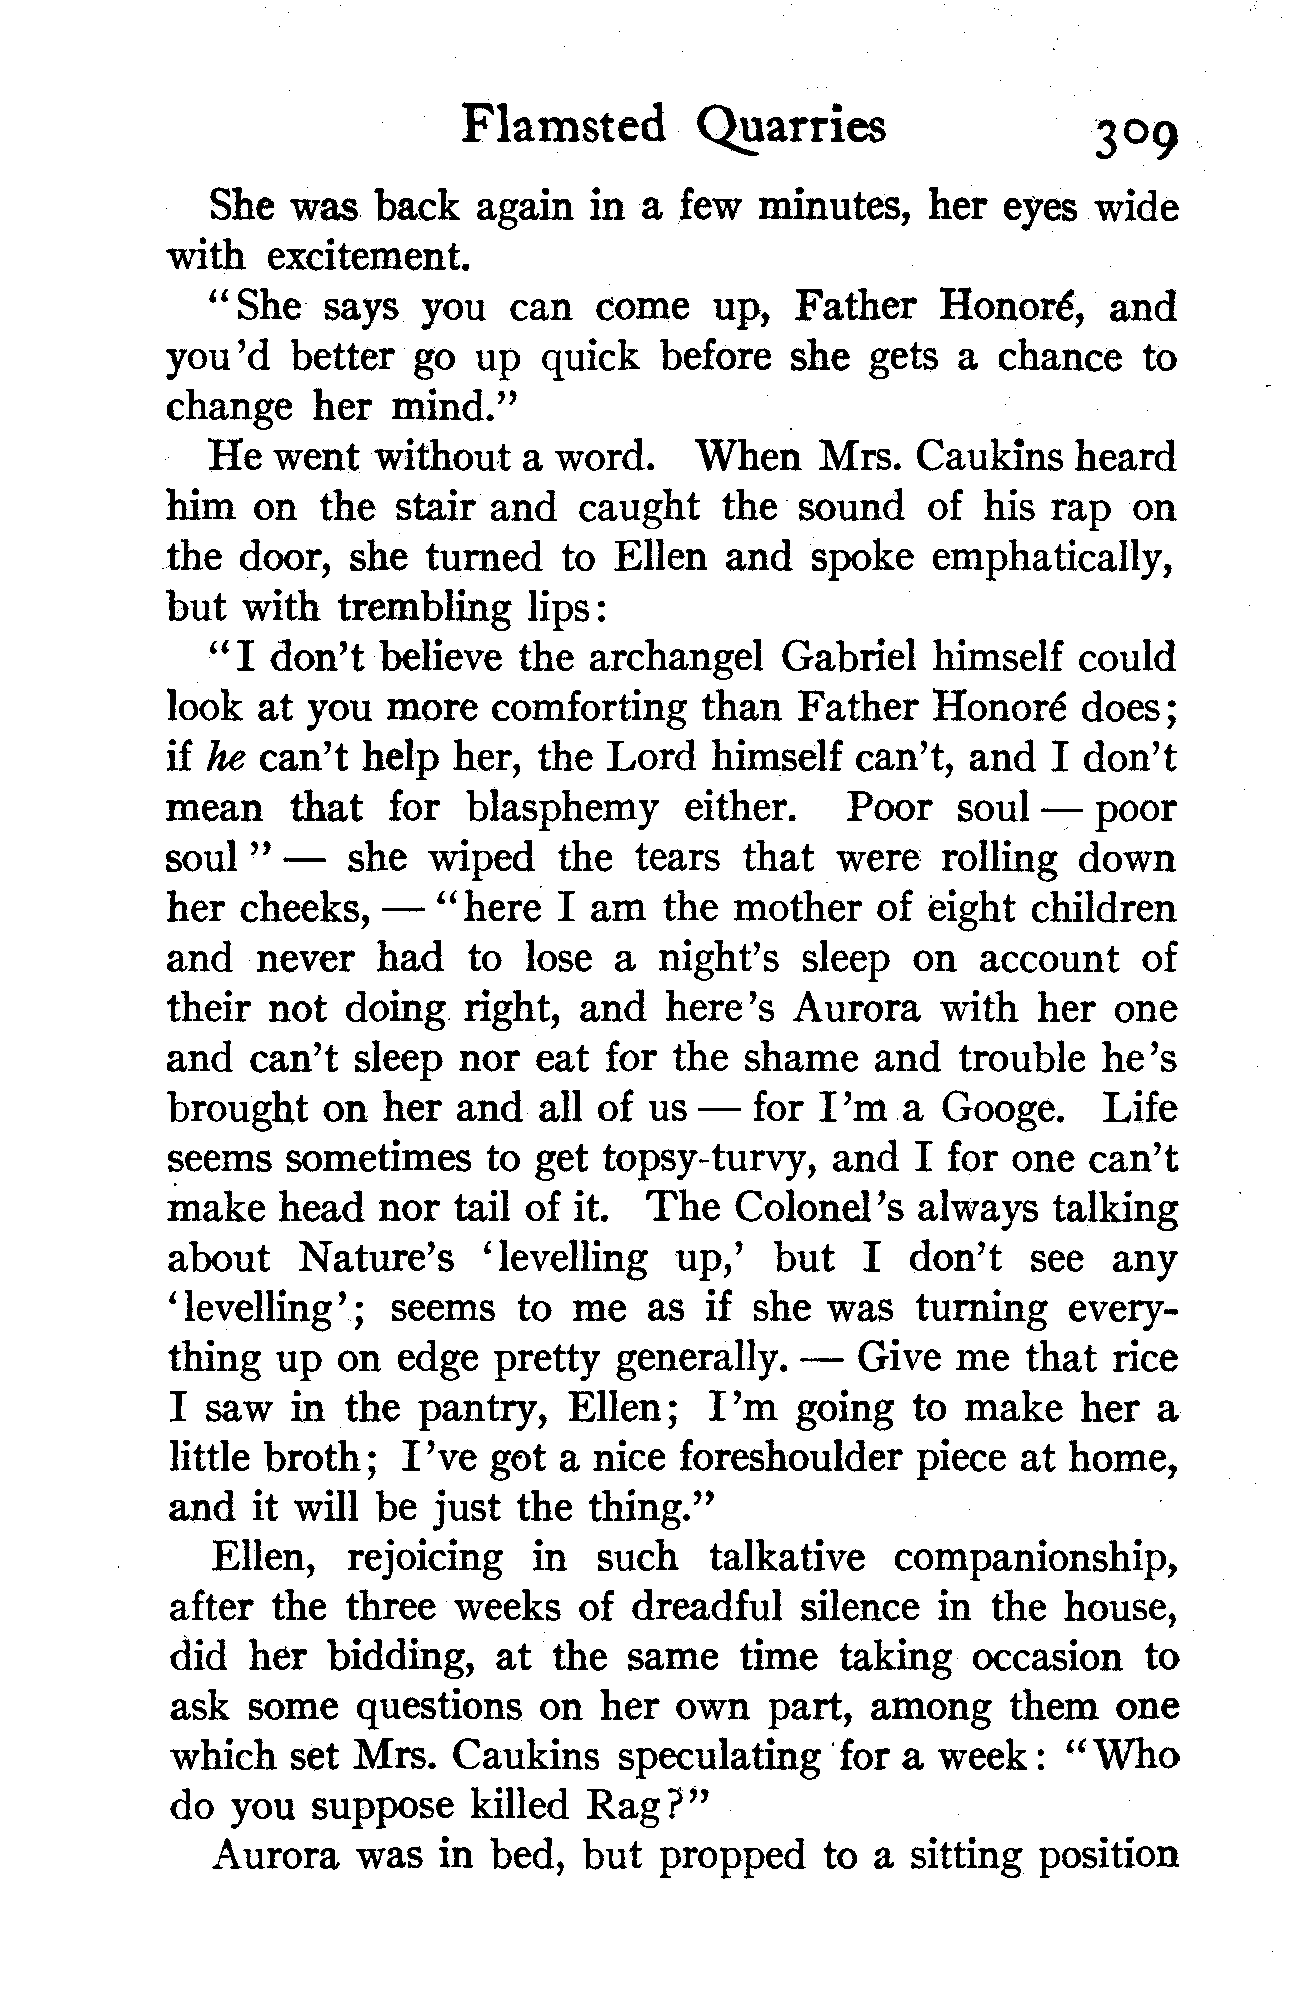 Flamsted Quarries 309
She was back again in a few minutes, her eyes wide
with excitement.
"She says you can come up, Father Honoré, and
you'd better go up quick before she gets a chance to
change her mind."
He went without a word. When Mrs. Caukins heard
him on the stair and caught the sound of his rap on
the door, she turned to Ellen and spoke emphatically,
but with trembling lips:
"I don't believe the archangel Gabriel himself could
look at you more comforting than Father Honoré does;
if he can't help her, the Lord himself can't, and I don't
mean that for blasphemy either. Poor soul — poor
soul" — she wiped the tears that were rolling down
her cheeks, — "here I am the mother of eight children
and never had to lose a night's sleep on account of
their not doing right, and here's Aurora with her one
and can't sleep nor eat for the shame and trouble he's
brought on her and all of us — for I'm a Googe. Life
seems sometimes to get topsy-turvy, and I for one can't
make head nor tail of it. The Colonel's always talking
about Nature's 'levelling up,' but I don't see any
'levelling'; seems to me as if she was turning every-
thing up on edge pretty generally. — Give me that rice
I saw in the pantry, Ellen; I'm going to make her a
little broth; I've got a nice foreshoulder piece at home,
and it will be just the thing."
Ellen, rejoicing in such talkative companionship,
after the three weeks of dreadful silence in the house,
did her bidding, at the same time taking occasion to
ask some questions on her own part, among them one
which set Mrs. Caukins speculating for a week: "Who
do you suppose killed Rag?"
Aurora was in bed, but propped to a sitting position